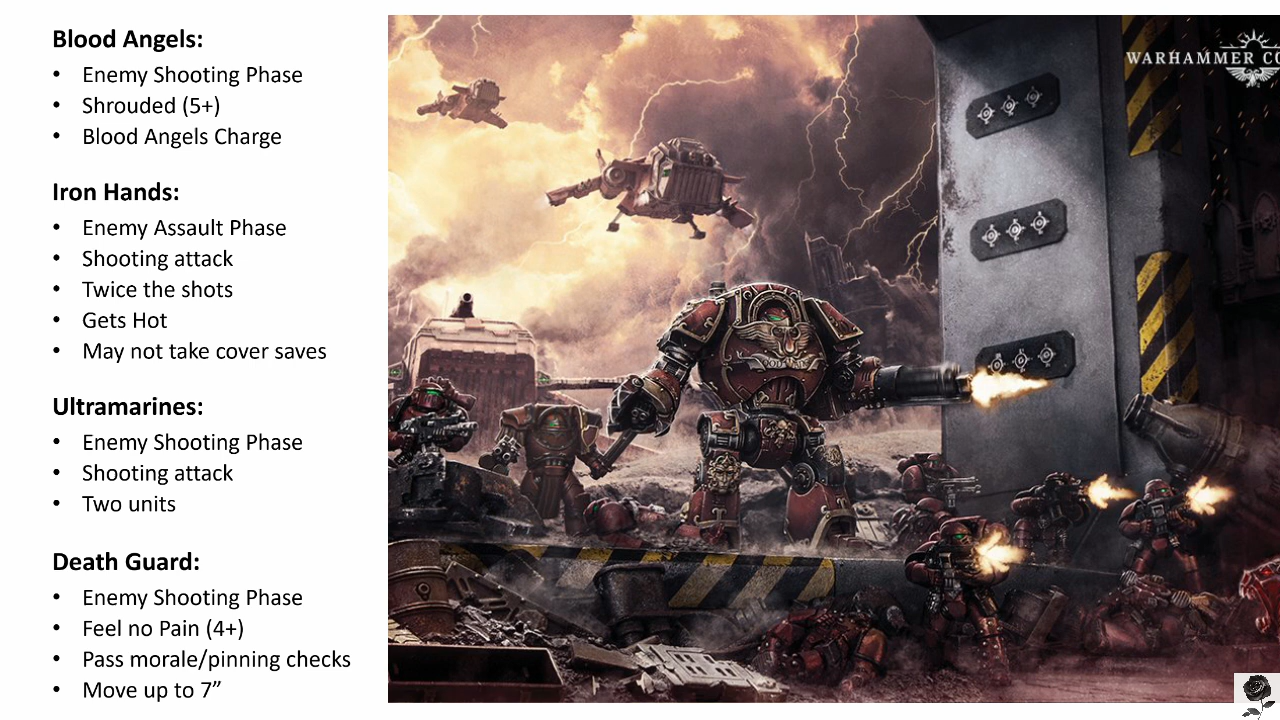 Blood Angels:
• Enemy Shooting Phase
• Shrouded (5+)
• Blood Angels Charge
Iron Hands:
• Enemy Assault Phase
• Shooting attack
• Twice the shots
• Gets Hot
• May not take cover saves
Ultramarines:
• Enemy Shooting Phase
• Shooting attack
• Two units
Death Guard:
• Enemy Shooting Phase
• Feel no Pain (4+)
• Pass morale/pinning checks
• Move up to 7”
WARHAMMER CO